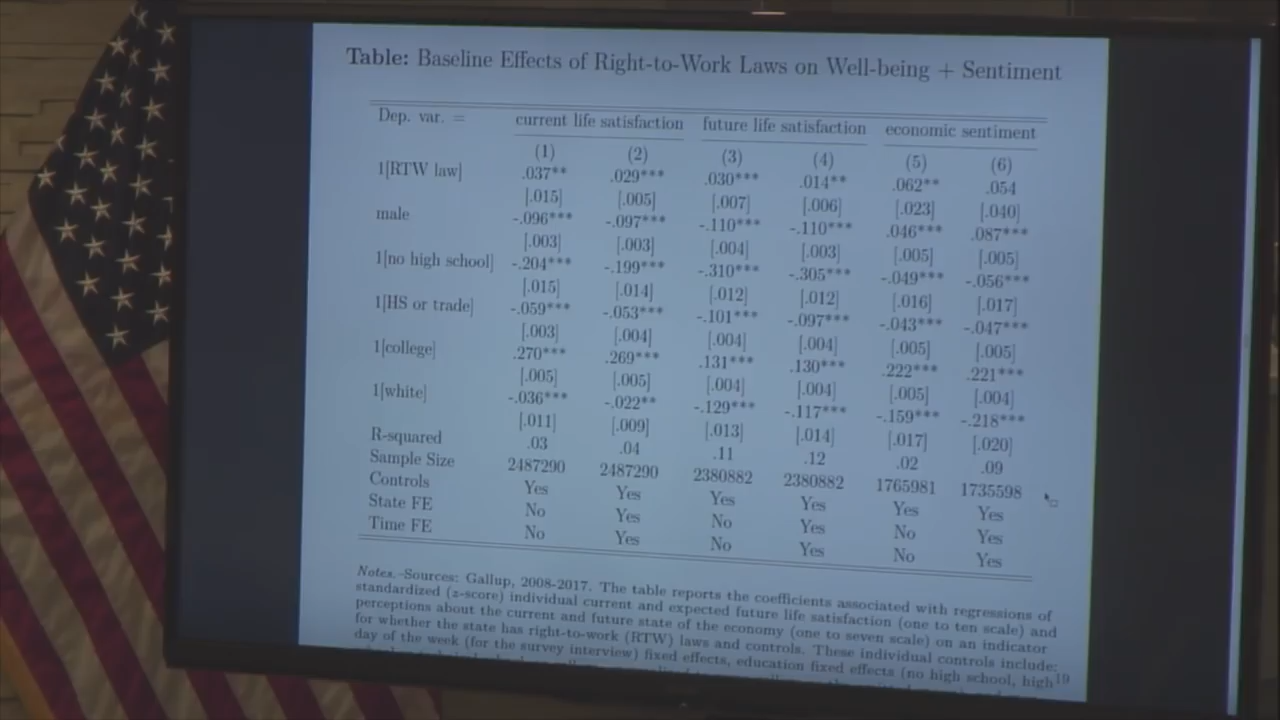 Table: Baseline Effects of Right-to-Work Laws on Well-being + Sentiment
Dep. var. = current life satisfaction future life satisfaction economic sentiment
(1) (2) (3) (4) (5) (6)
1[RTW law] .037** .029*** .030*** .014** .062** .054
[.015] [.005] [.007] [.006] [.023] [.040]
male -.096*** -.097*** -.110*** -.110*** .046*** .087***
[.003] [.003] [.004] [.003] [.005] [.005]
1[no high school] -.204*** -.199*** -.310*** -.305*** -.049*** -.056***
[.015] [.014] [.012] [.012] [.016] [.017]
1[HS or trade] -.059*** -.053*** -.101*** -.097*** -.043*** -.047***
[.003] [.004] [.004] [.004] [.005] [.005]
1[college] .270*** .269*** .131*** .130*** .222*** .221***
[.005] [.005] [.004] [.004] [.005] [.004]
1[white] -.036*** -.022** -.129*** -.117*** -.159*** -.218***
[.011] [.009] [.013] [.014] [.017] [.020]
R-squared .03 .04 .11 .12 .02 .09
Sample Size 2487290 2487290 2380882 2380882 1765981 1735598
Controls Yes Yes Yes Yes Yes Yes
State FE No Yes No Yes No Yes
Time FE No Yes No Yes No Yes
Notes.–Sources: Gallup, 2008-2017. The table reports the coefficients associated with regressions of
standardized (z-score) individual current and expected future life satisfaction (one to ten scale) and
perceptions about the current and future state of the economy (one to seven scale) on an indicator
for whether the state has right-to-work (RTW) laws and controls. These individual controls include:
day of the week (for the survey interview) fixed effects, education fixed effects (no high school, high
19